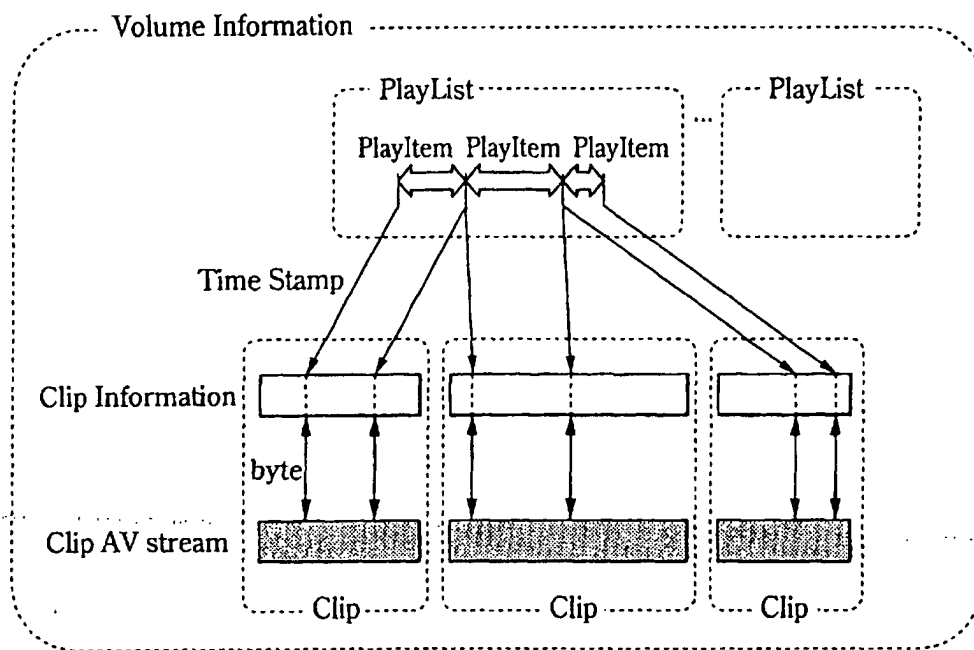 Volume Information
PlayList
PlayList
...
PlayItem PlayItem PlayItem
Time Stamp
Clip Information
byte
Clip AV stream
Clip
Clip
Clip